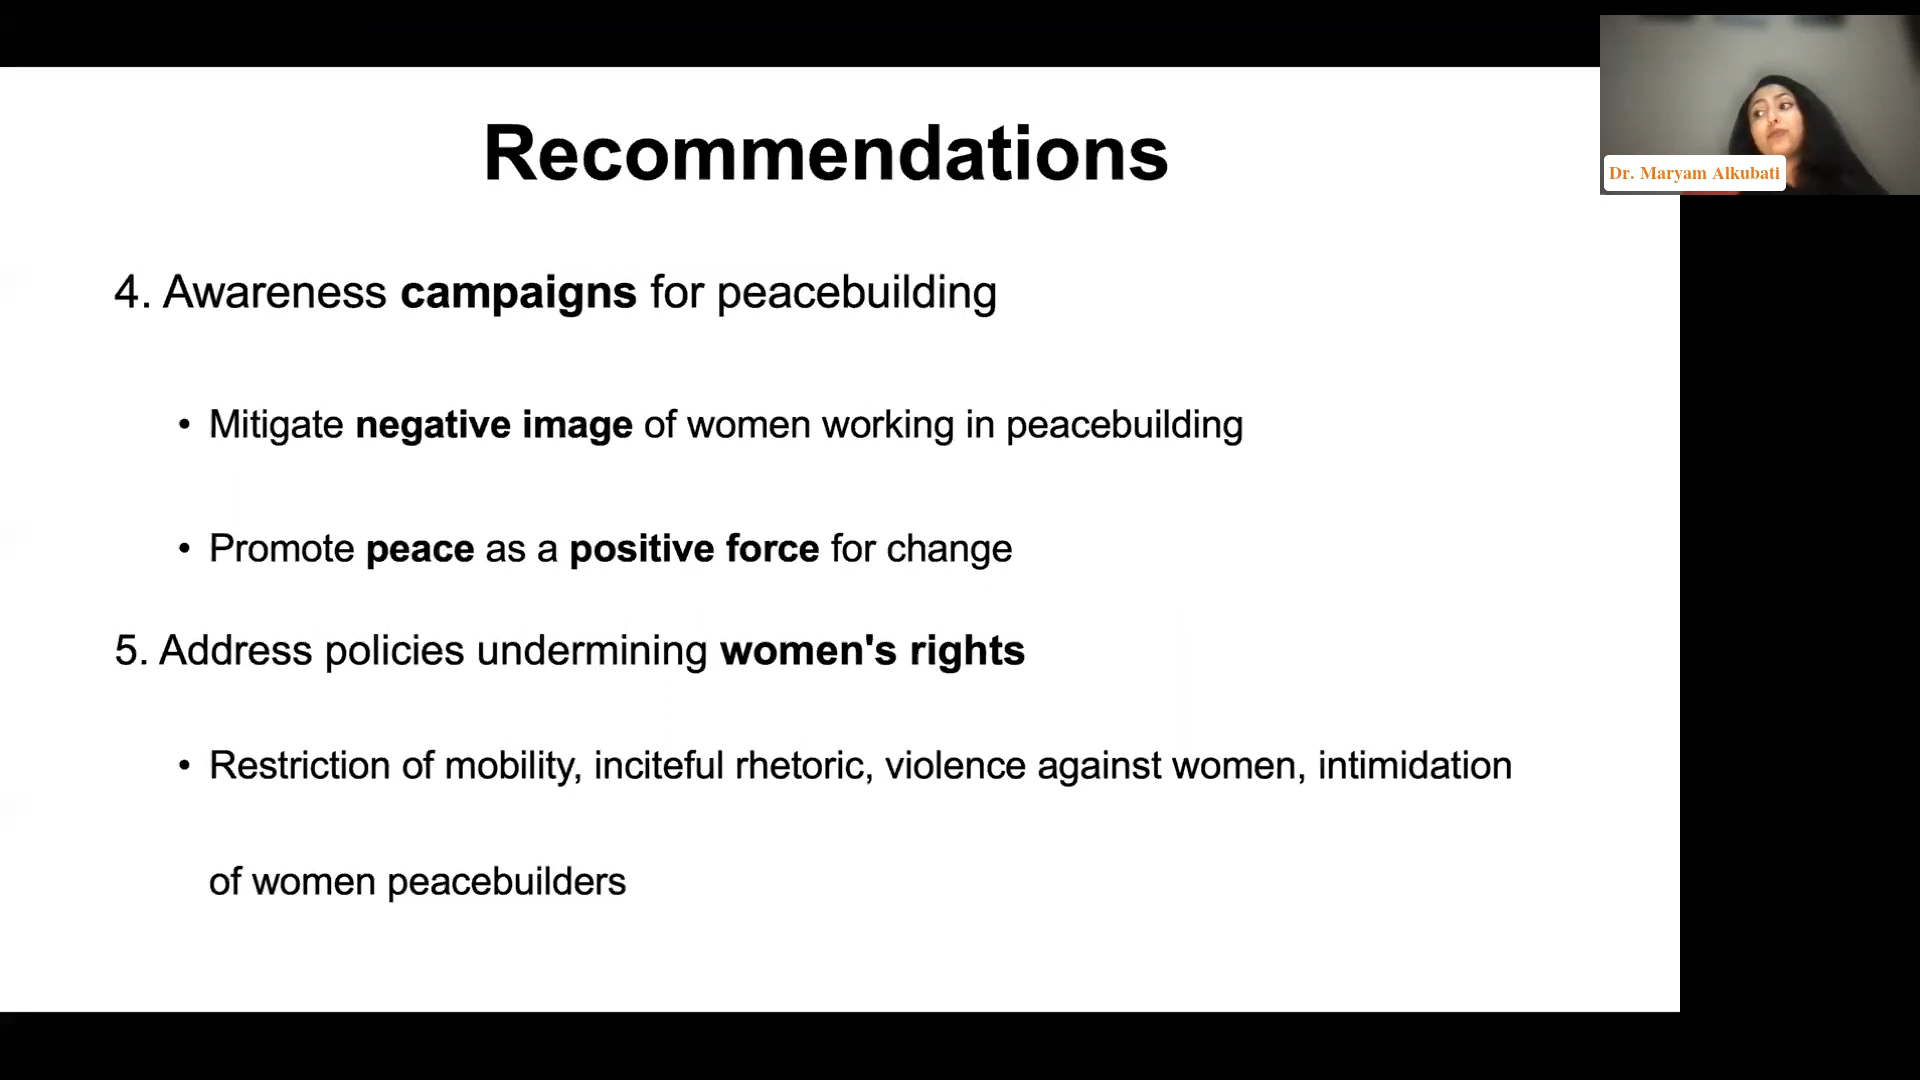 Recommendations
Dr. Maryam Alkubati
4. Awareness campaigns for peacebuilding
• Mitigate negative image of women working in peacebuilding
• Promote peace as a positive force for change
5. Address policies undermining women's rights
• Restriction of mobility, inciteful rhetoric, violence against women, intimidation
of women peacebuilders